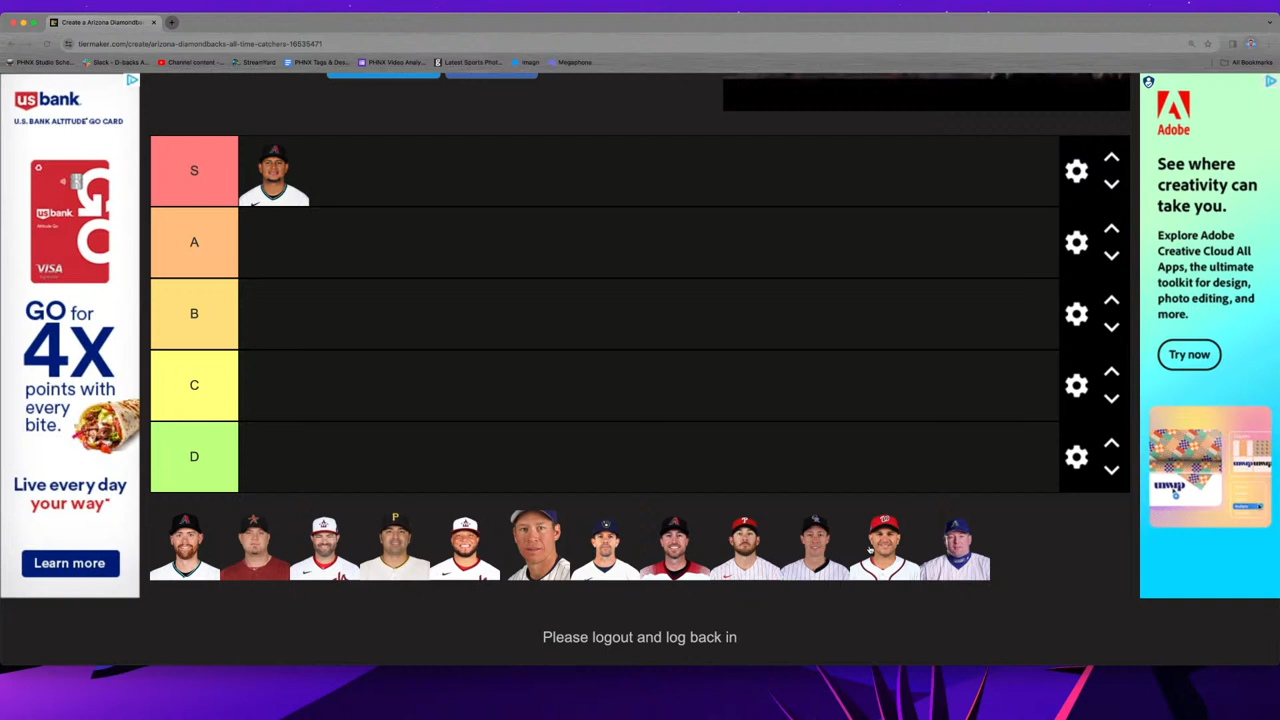 Create a Arizona Diamondba
tiermaker.com/create/arizona-diamondbacks-all-time-catchers-16535471
PHNX Studio Sche...
Slack - D-backs A...
Channel content -...
StreamYard
PHNX Tags & Des...
PHNX Video Analy...
Latest Sports Phot...
imagn
Megaphone
All Bookmarks
usbank
U.S. BANK ALTITUDE® GO CARD
usbank
VISA
GO for
4X
points with
every
bite.
Live every day
your way™
Learn more
S
A
B
C
D
P
Please logout and log back in
Adobe
See where
creativity can
take you.
Explore Adobe
Creative Cloud All
Apps, the ultimate
toolkit for design,
photo editing, and
more.
Try now